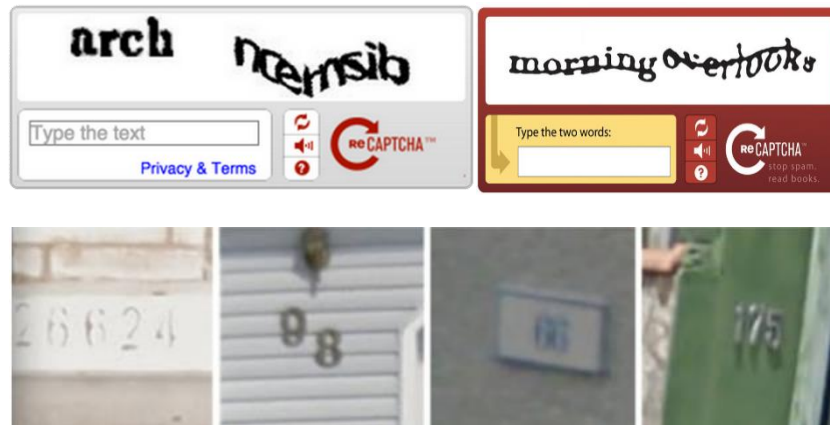 arch ncemsib
Type the text
Privacy & Terms
reCAPTCHA™
morning overlooks
Type the two words:
reCAPTCHA™
stop spam.
read books.
26624
98
66
175